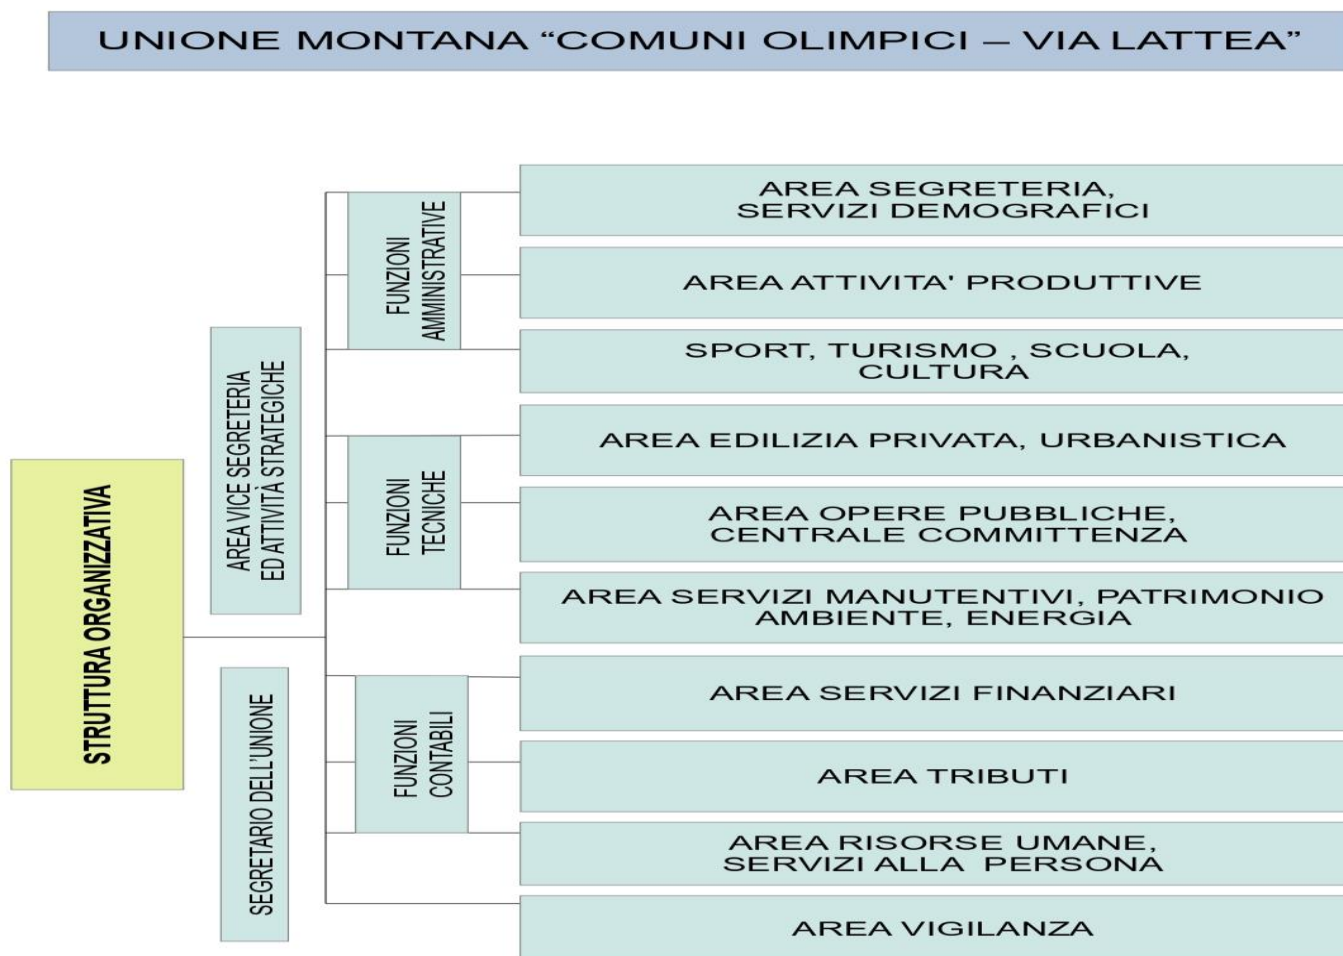 UNIONE MONTANA “COMUNI OLIMPICI – VIA LATTEA”
STRUTTURA ORGANIZZATIVA
AREA VICE SEGRETERIA
ED ATTIVITÀ STRATEGICHE
SEGRETARIO DELL'UNIONE
FUNZIONI
AMMINISTRATIVE
AREA SEGRETERIA,
SERVIZI DEMOGRAFICI
AREA ATTIVITA' PRODUTTIVE
SPORT, TURISMO , SCUOLA,
CULTURA
FUNZIONI
TECNICHE
AREA EDILIZIA PRIVATA, URBANISTICA
AREA OPERE PUBBLICHE,
CENTRALE COMMITTENZA
AREA SERVIZI MANUTENTIVI, PATRIMONIO
AMBIENTE, ENERGIA
FUNZIONI
CONTABILI
AREA SERVIZI FINANZIARI
AREA TRIBUTI
AREA RISORSE UMANE,
SERVIZI ALLA  PERSONA
AREA VIGILANZA